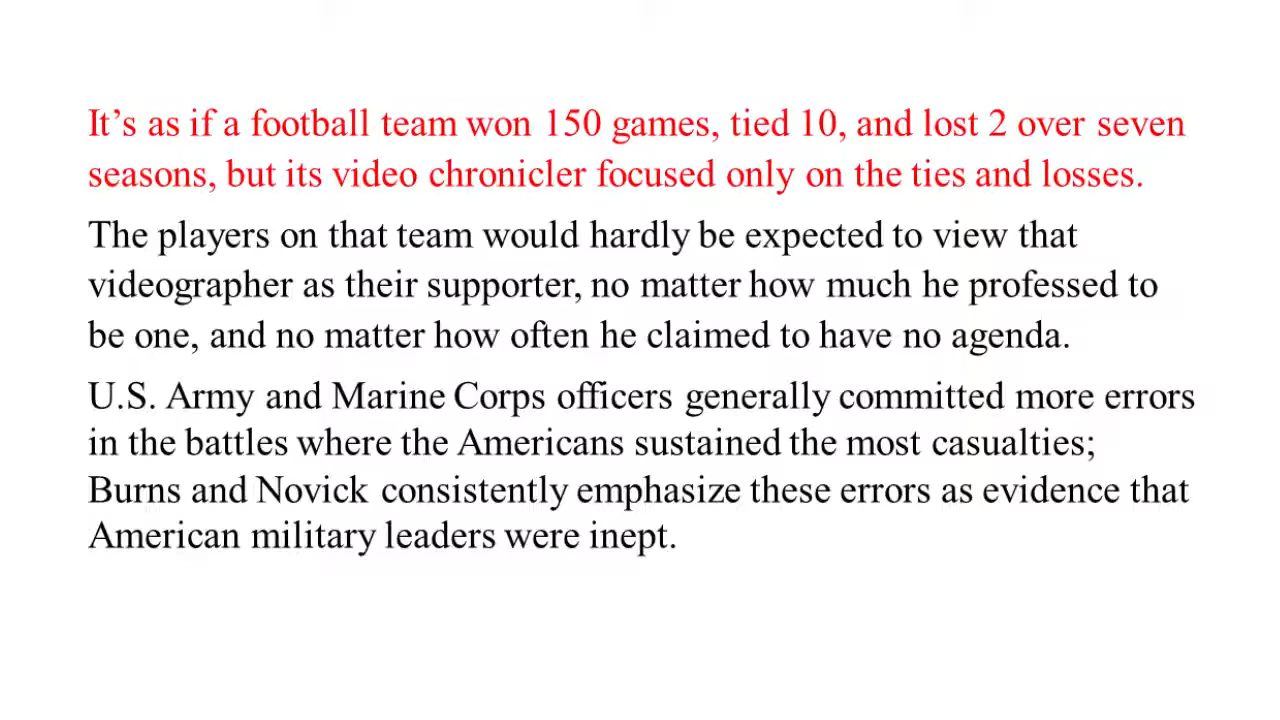 It’s as if a football team won 150 games, tied 10, and lost 2 over seven
seasons, but its video chronicler focused only on the ties and losses.
The players on that team would hardly be expected to view that
videographer as their supporter, no matter how much he professed to
be one, and no matter how often he claimed to have no agenda.
U.S. Army and Marine Corps officers generally committed more errors
in the battles where the Americans sustained the most casualties;
Burns and Novick consistently emphasize these errors as evidence that
American military leaders were inept.